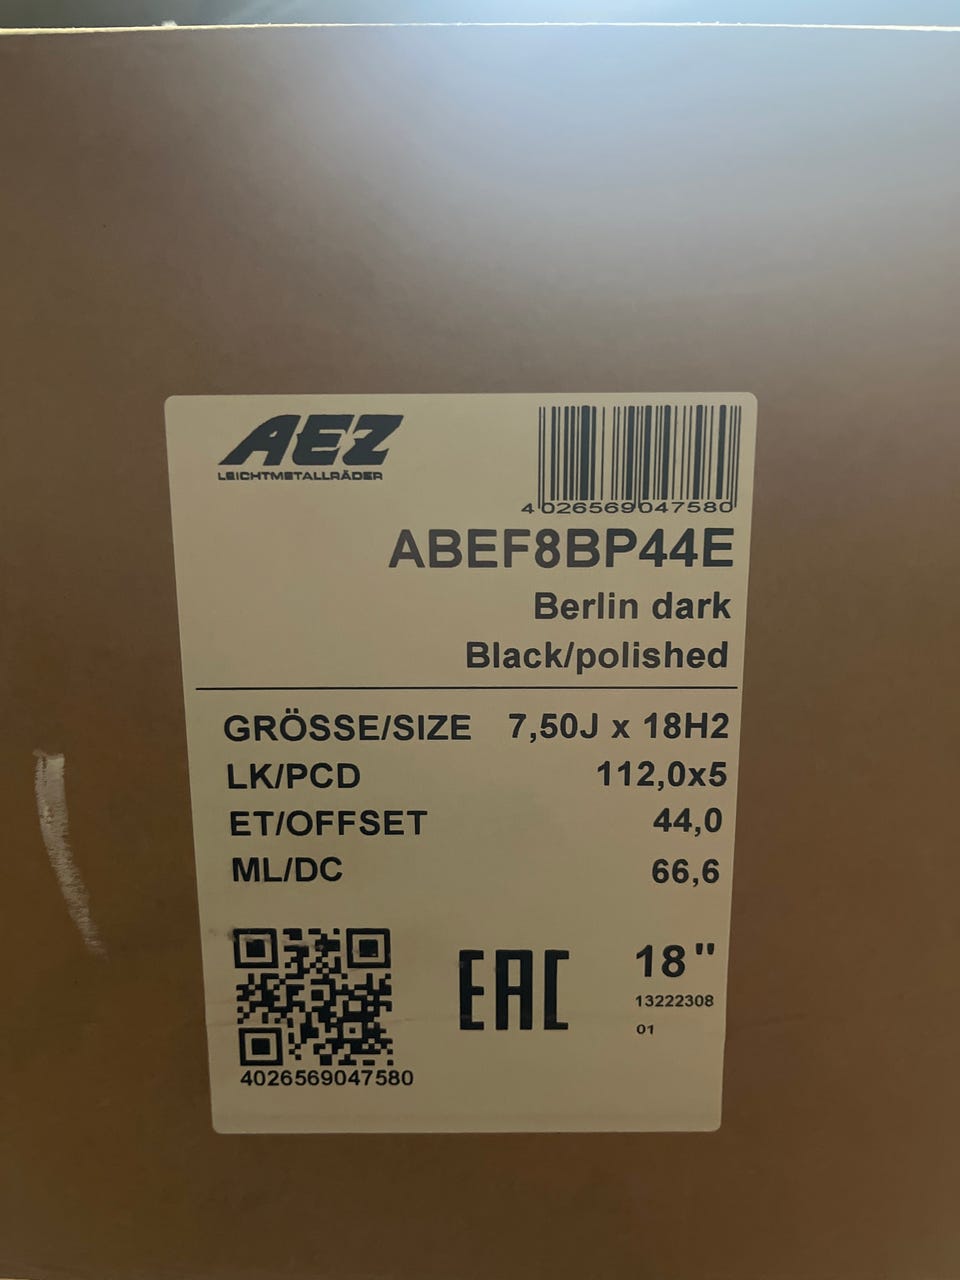 AEZ
LEICHTMETALLRÄDER
4026569047580
ABEF8BP44E
Berlin dark
Black/polished
GRÖSSE/SIZE 7,50J x 18H2
LK/PCD 112,0x5
ET/OFFSET 44,0
ML/DC 66,6
EAC
18"
13222308
01
4026569047580